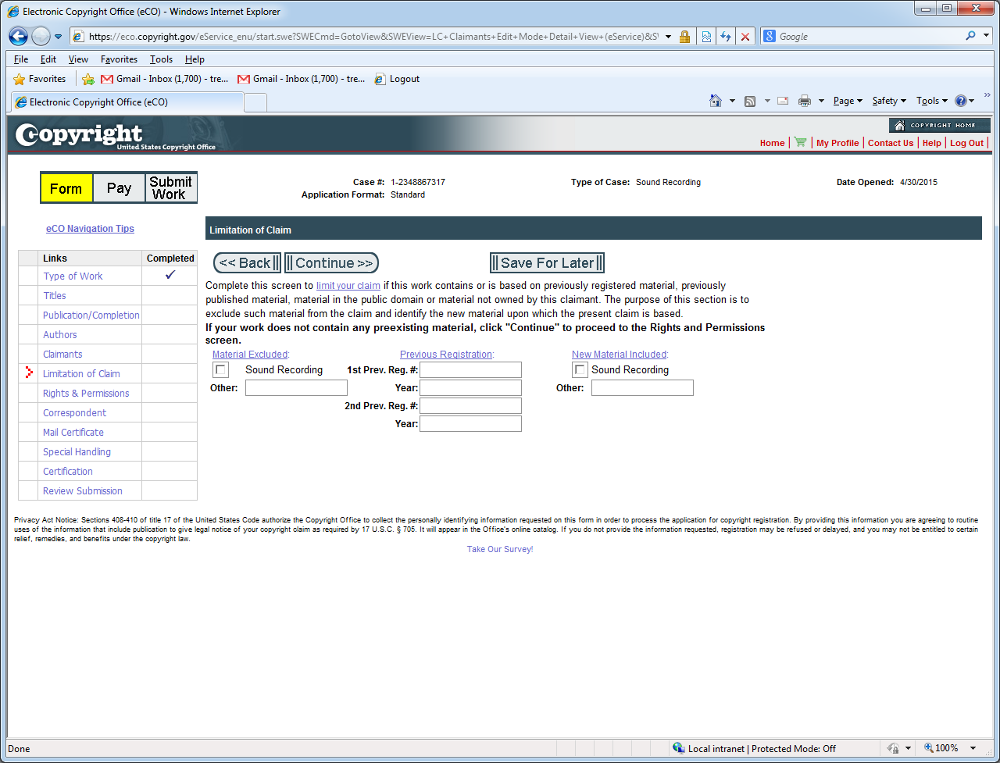 Electronic Copyright Office (eCO) - Windows Internet Explorer
https://eco.copyright.gov/eService_enu/start.swe?SWECmd=GotoView&SWEView=LC+Claimants+Edit+Mode+Detail+View+(eService)&SV
Google
File Edit View Favorites Tools Help
Favorites Gmail - Inbox (1,700) - tre... Gmail - Inbox (1,700) - tre... Logout
Electronic Copyright Office (eCO)
Page Safety Tools
Copyright
United States Copyright Office
COPYRIGHT HOME
Home My Profile Contact Us Help Log Out
Form Pay Submit Work
Case #: 1-2348867317 Type of Case: Sound Recording Date Opened: 4/30/2015
Application Format: Standard
eCO Navigation Tips
Limitation of Claim
Links Completed
Type of Work
Titles
Publication/Completion
Authors
Claimants
Limitation of Claim
Rights & Permissions
Correspondent
Mail Certificate
Special Handling
Certification
Review Submission
<< Back Continue >> Save For Later
Complete this screen to limit your claim if this work contains or is based on previously registered material, previously
published material, material in the public domain or material not owned by this claimant. The purpose of this section is to
exclude such material from the claim and identify the new material upon which the present claim is based.
If your work does not contain any preexisting material, click "Continue" to proceed to the Rights and Permissions
screen.
Material Excluded: Previous Registration: New Material Included:
Sound Recording 1st Prev. Reg. #: Sound Recording
Other: Year: Other:
2nd Prev. Reg. #:
Year:
Privacy Act Notice: Sections 408-410 of title 17 of the United States Code authorize the Copyright Office to collect the personally identifying information requested on this form in order to process the application for copyright registration. By providing this information you are agreeing to routine
uses of the information that include publication to give legal notice of your copyright claim as required by 17 U.S.C. § 705. It will appear in the Office's online catalog. If you do not provide the information requested, registration may be refused or delayed, and you may not be entitled to certain
relief, remedies, and benefits under the copyright law.
Take Our Survey!
Done Local intranet | Protected Mode: Off 100%